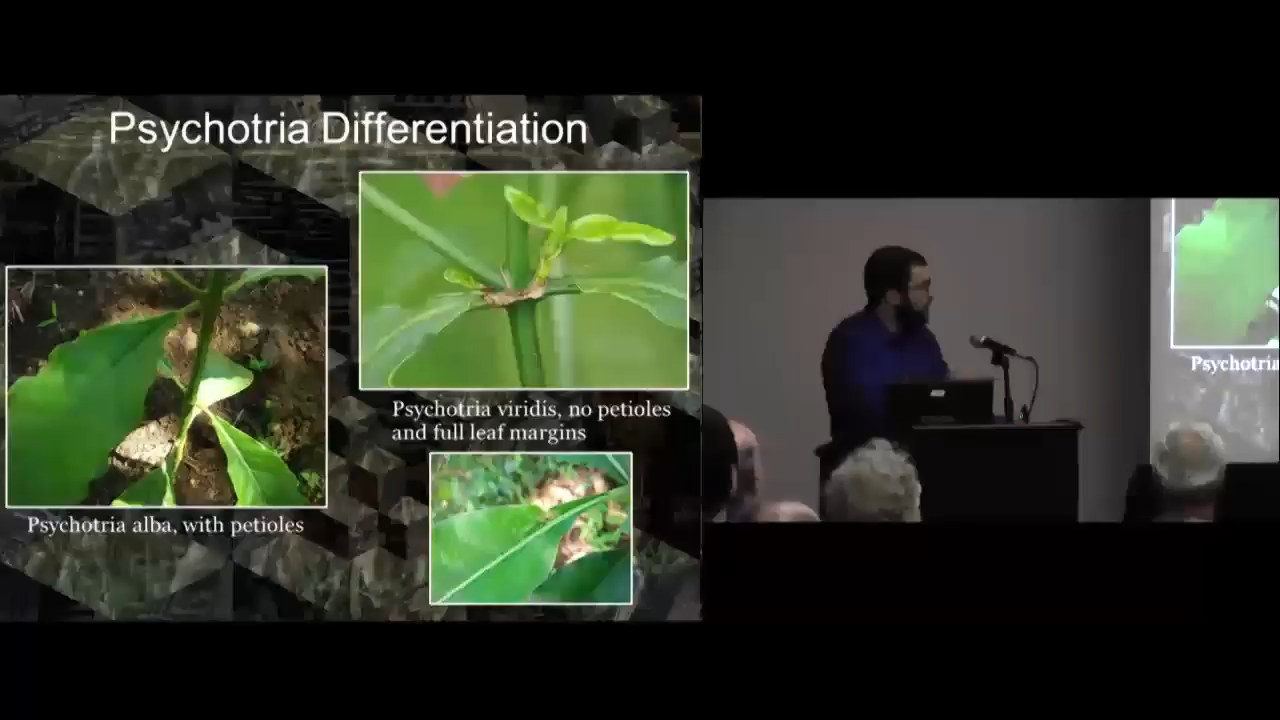 Psychotria Differentiation
Psychotria viridis, no petioles
and full leaf margins
Psychotria alba, with petioles
Psychotria